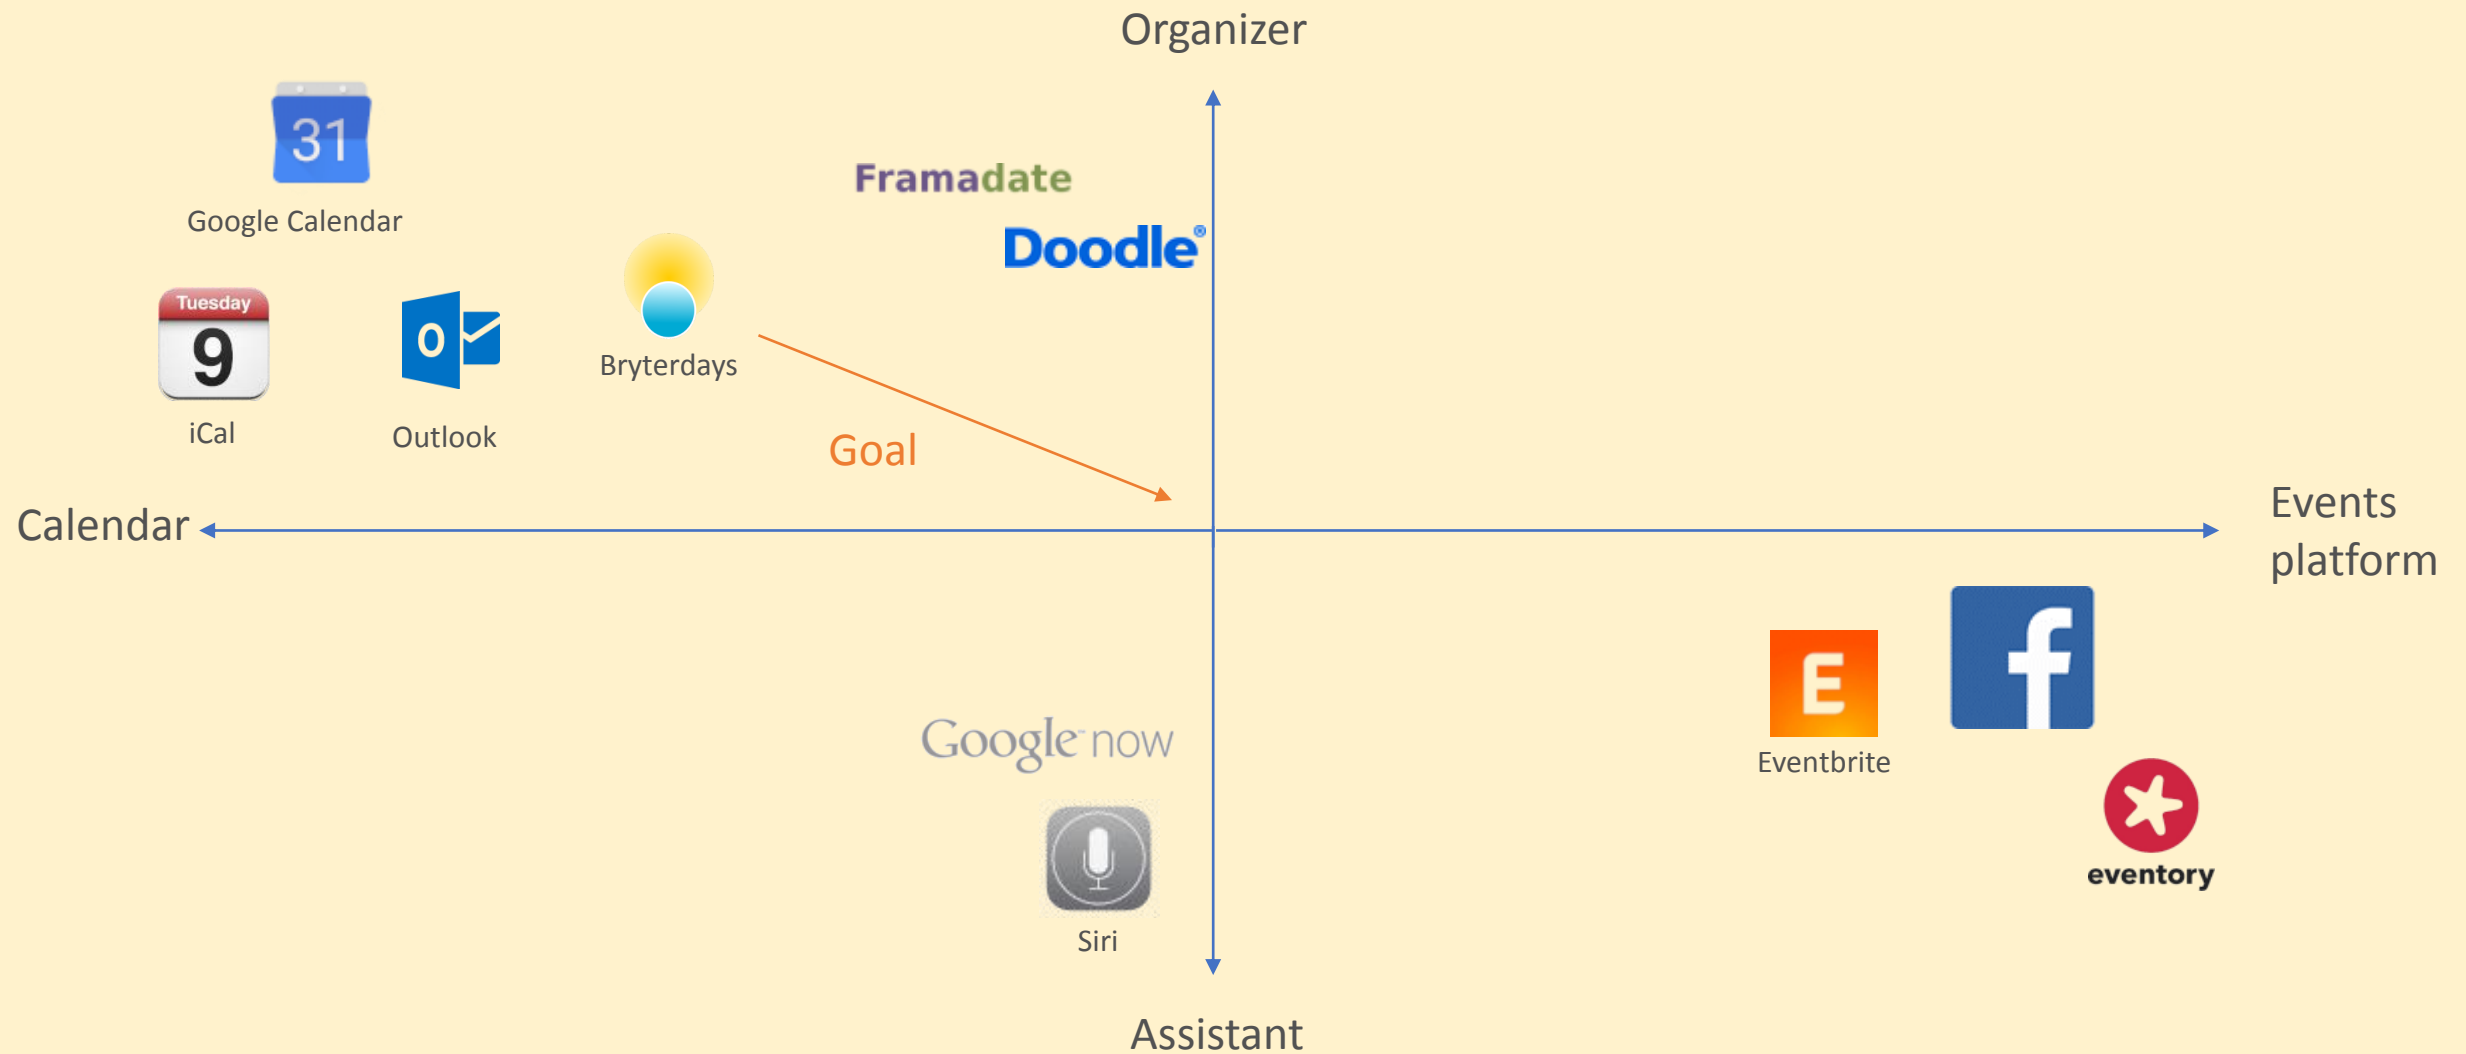 Organizer
31
Google Calendar
Framadate
Doodle®
Tuesday
9
iCal
O
Outlook
Bryterdays
Goal
Calendar
Events
platform
Google™ now
Siri
E
Eventbrite
f
eventory
Assistant